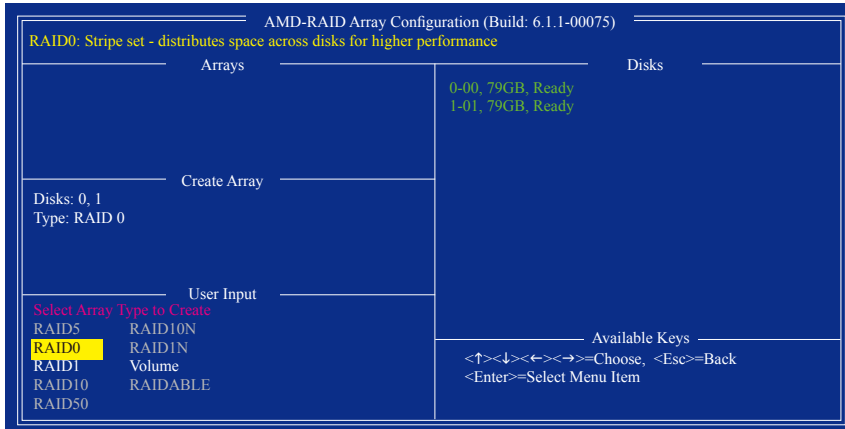 AMD-RAID Array Configuration (Build: 6.1.1-00075)
RAID0: Stripe set - distributes space across disks for higher performance
Arrays
Create Array
Disks: 0, 1
Type: RAID 0
User Input
Select Array Type to Create
RAID5 RAID10N
RAID0 RAID1N
RAID1 Volume
RAID10 RAIDABLE
RAID50
Disks
0-00, 79GB, Ready
1-01, 79GB, Ready
Available Keys
<↑><↓><←><→>=Choose, <Esc>=Back
<Enter>=Select Menu Item